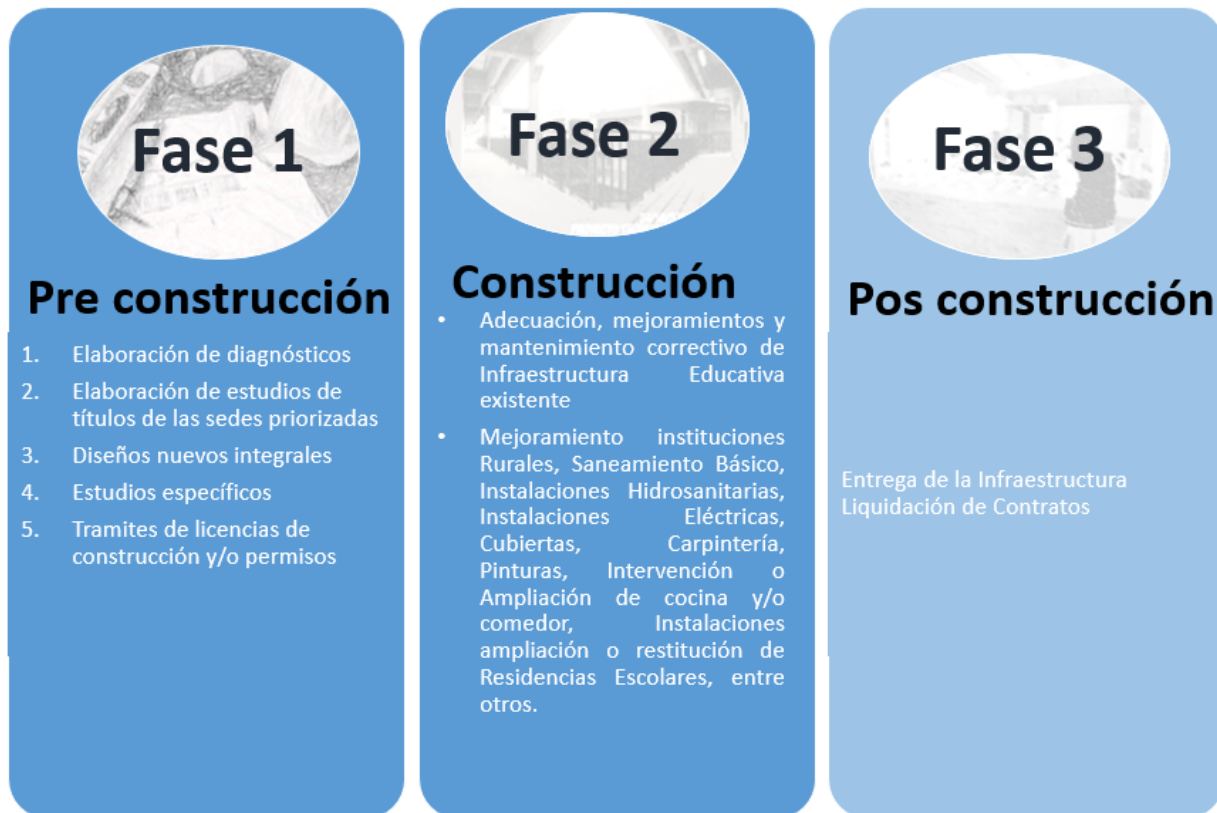 Fase 1
Pre construcción
1. Elaboración de diagnósticos
2. Elaboración de estudios de
títulos de las sedes priorizadas
3. Diseños nuevos integrales
4. Estudios específicos
5. Tramites de licencias de
construcción y/o permisos
Fase 2
Construcción
• Adecuación, mejoramientos y
mantenimiento correctivo de
Infraestructura Educativa
existente
• Mejoramiento instituciones
Rurales, Saneamiento Básico,
Instalaciones Hidrosanitarias,
Instalaciones Eléctricas,
Cubiertas, Carpintería,
Pinturas, Intervención o
Ampliación de cocina y/o
comedor, Instalaciones
ampliación o restitución de
Residencias Escolares, entre
otros.
Fase 3
Pos construcción
Entrega de la Infraestructura
Liquidación de Contratos